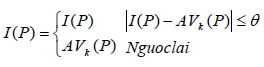 I(P) = { I(P)    |I(P) - AV_k(P)| ≤ θ
AV_k(P)    Nguoclai